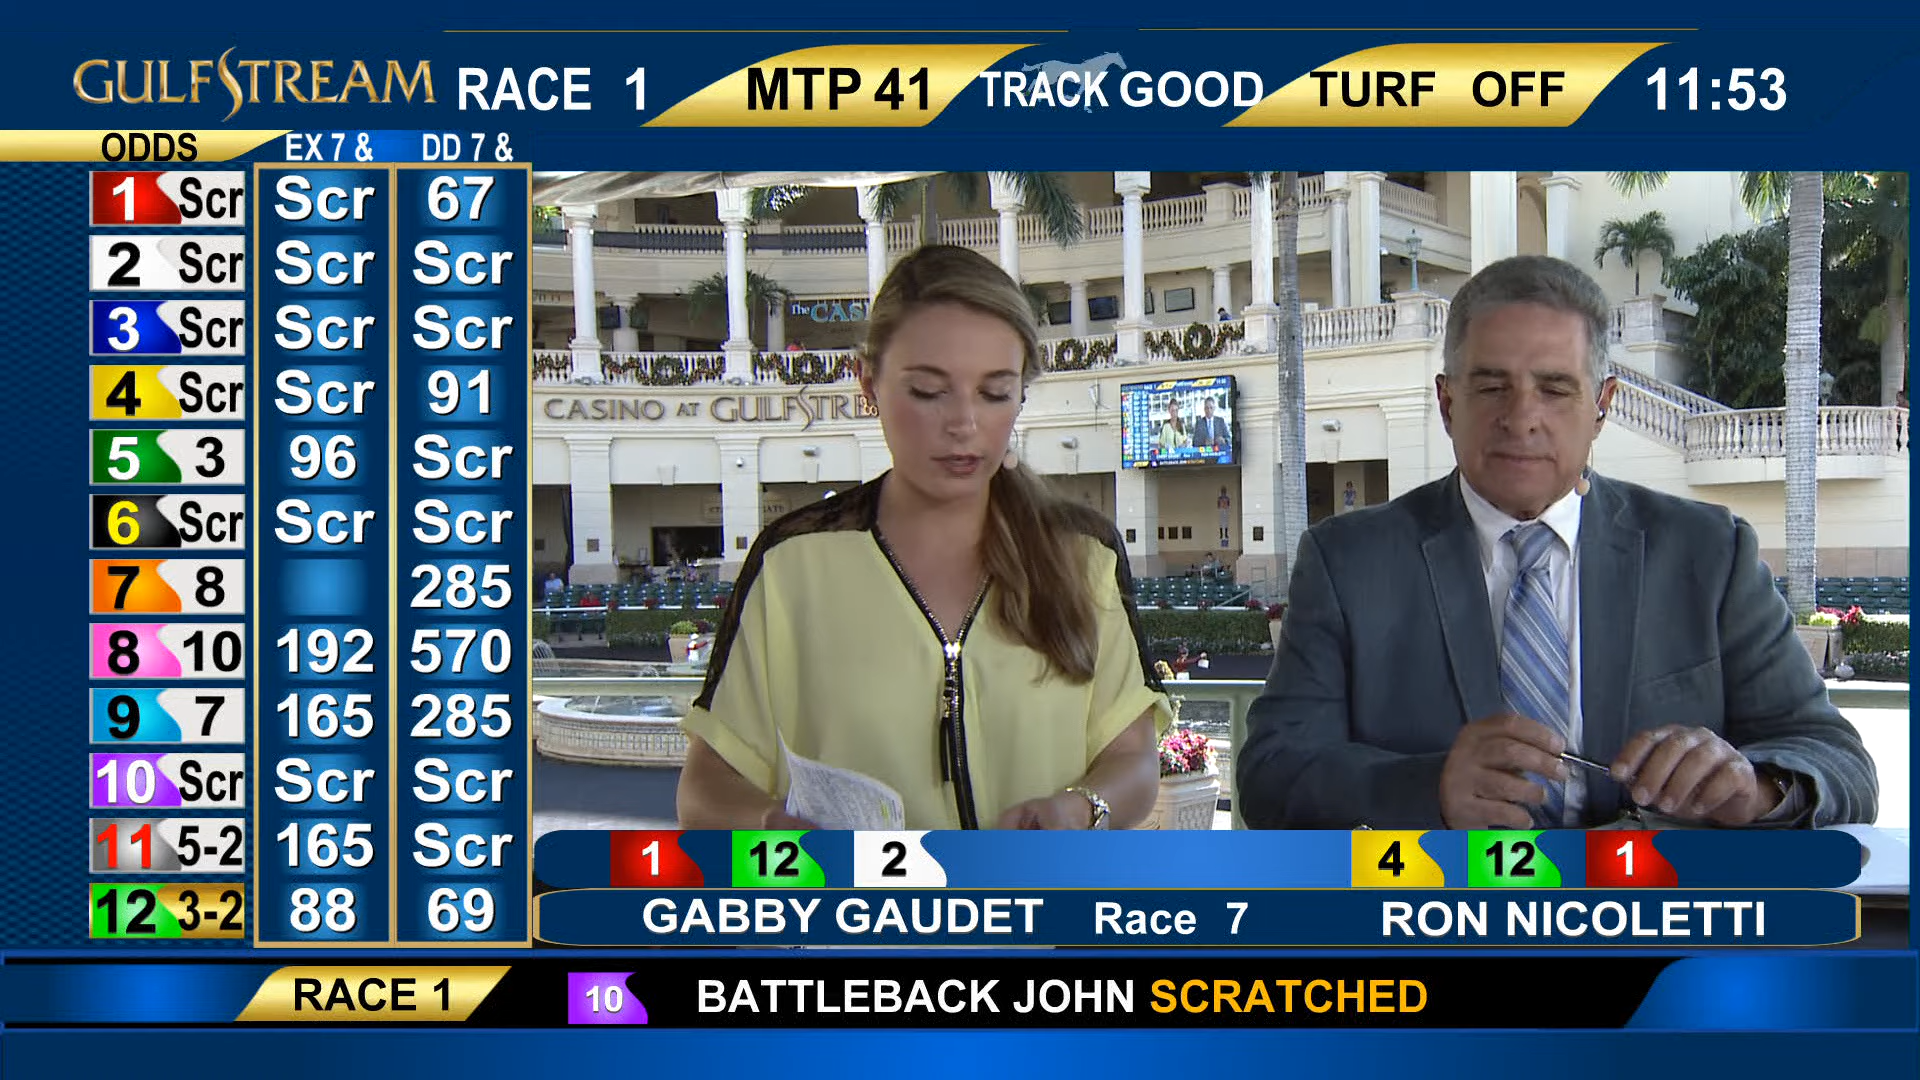 GULFSTREAM RACE 1 MTP 41 TRACK GOOD TURF OFF 11:53
ODDS EX 7 & DD 7 &
1 Scr Scr 67
2 Scr Scr Scr
3 Scr Scr Scr
4 Scr Scr 91
5 3 96 Scr
6 Scr Scr Scr
7 8 285
8 10 192 570
9 7 165 285
10 Scr Scr Scr
11 5-2 165 Scr
12 3-2 88 69
The CAS
CASINO AT GULFSTRE
1 12 2 4 12 1
GABBY GAUDET Race 7 RON NICOLETTI
RACE 1 10 BATTLEBACK JOHN SCRATCHED